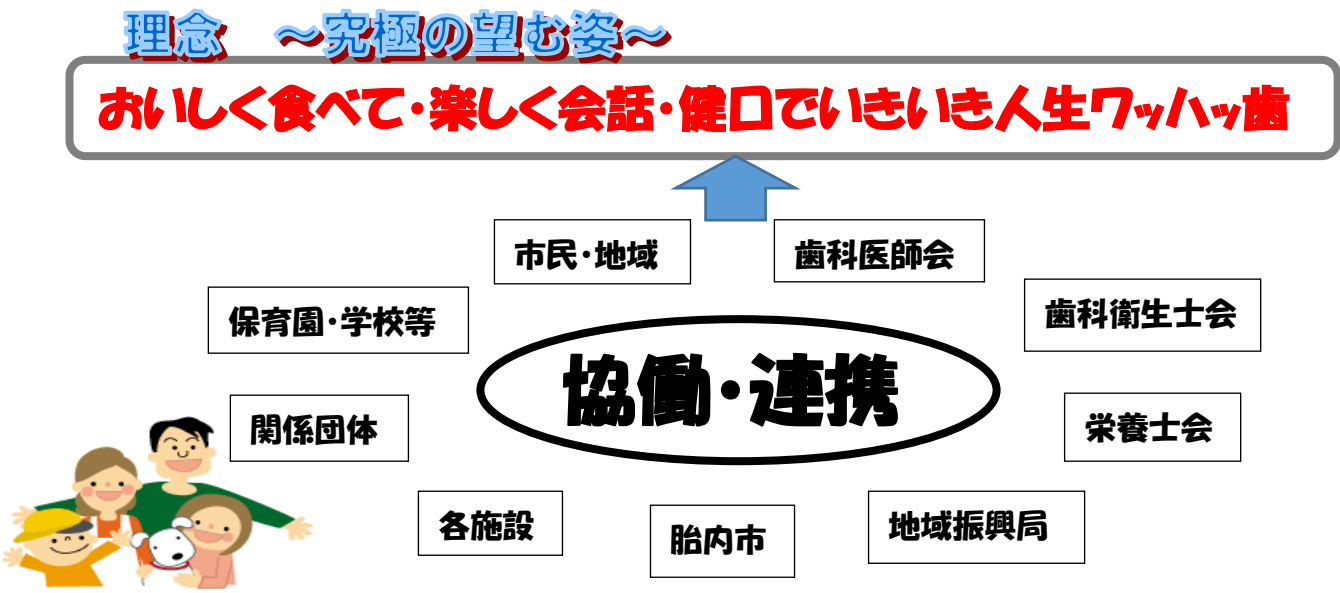 理念　～究極の望む姿～
おいしく食べて・楽しく会話・健口でいきいき人生ワッハッ歯
市民・地域
歯科医師会
保育園・学校等
歯科衛生士会
協働・連携
関係団体
栄養士会
各施設
胎内市
地域振興局